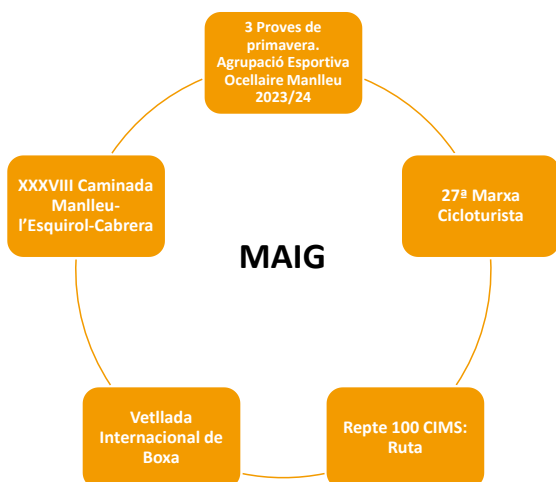 3 Proves de
primavera.
Agrupació Esportiva
Ocellaire Manlleu
2023/24
XXXVIII Caminada
Manlleu-
l'Esquirol-Cabrera
27ª Marxa
Cicloturista
MAIG
Vetllada
Internacional de
Boxa
Repte 100 CIMS:
Ruta